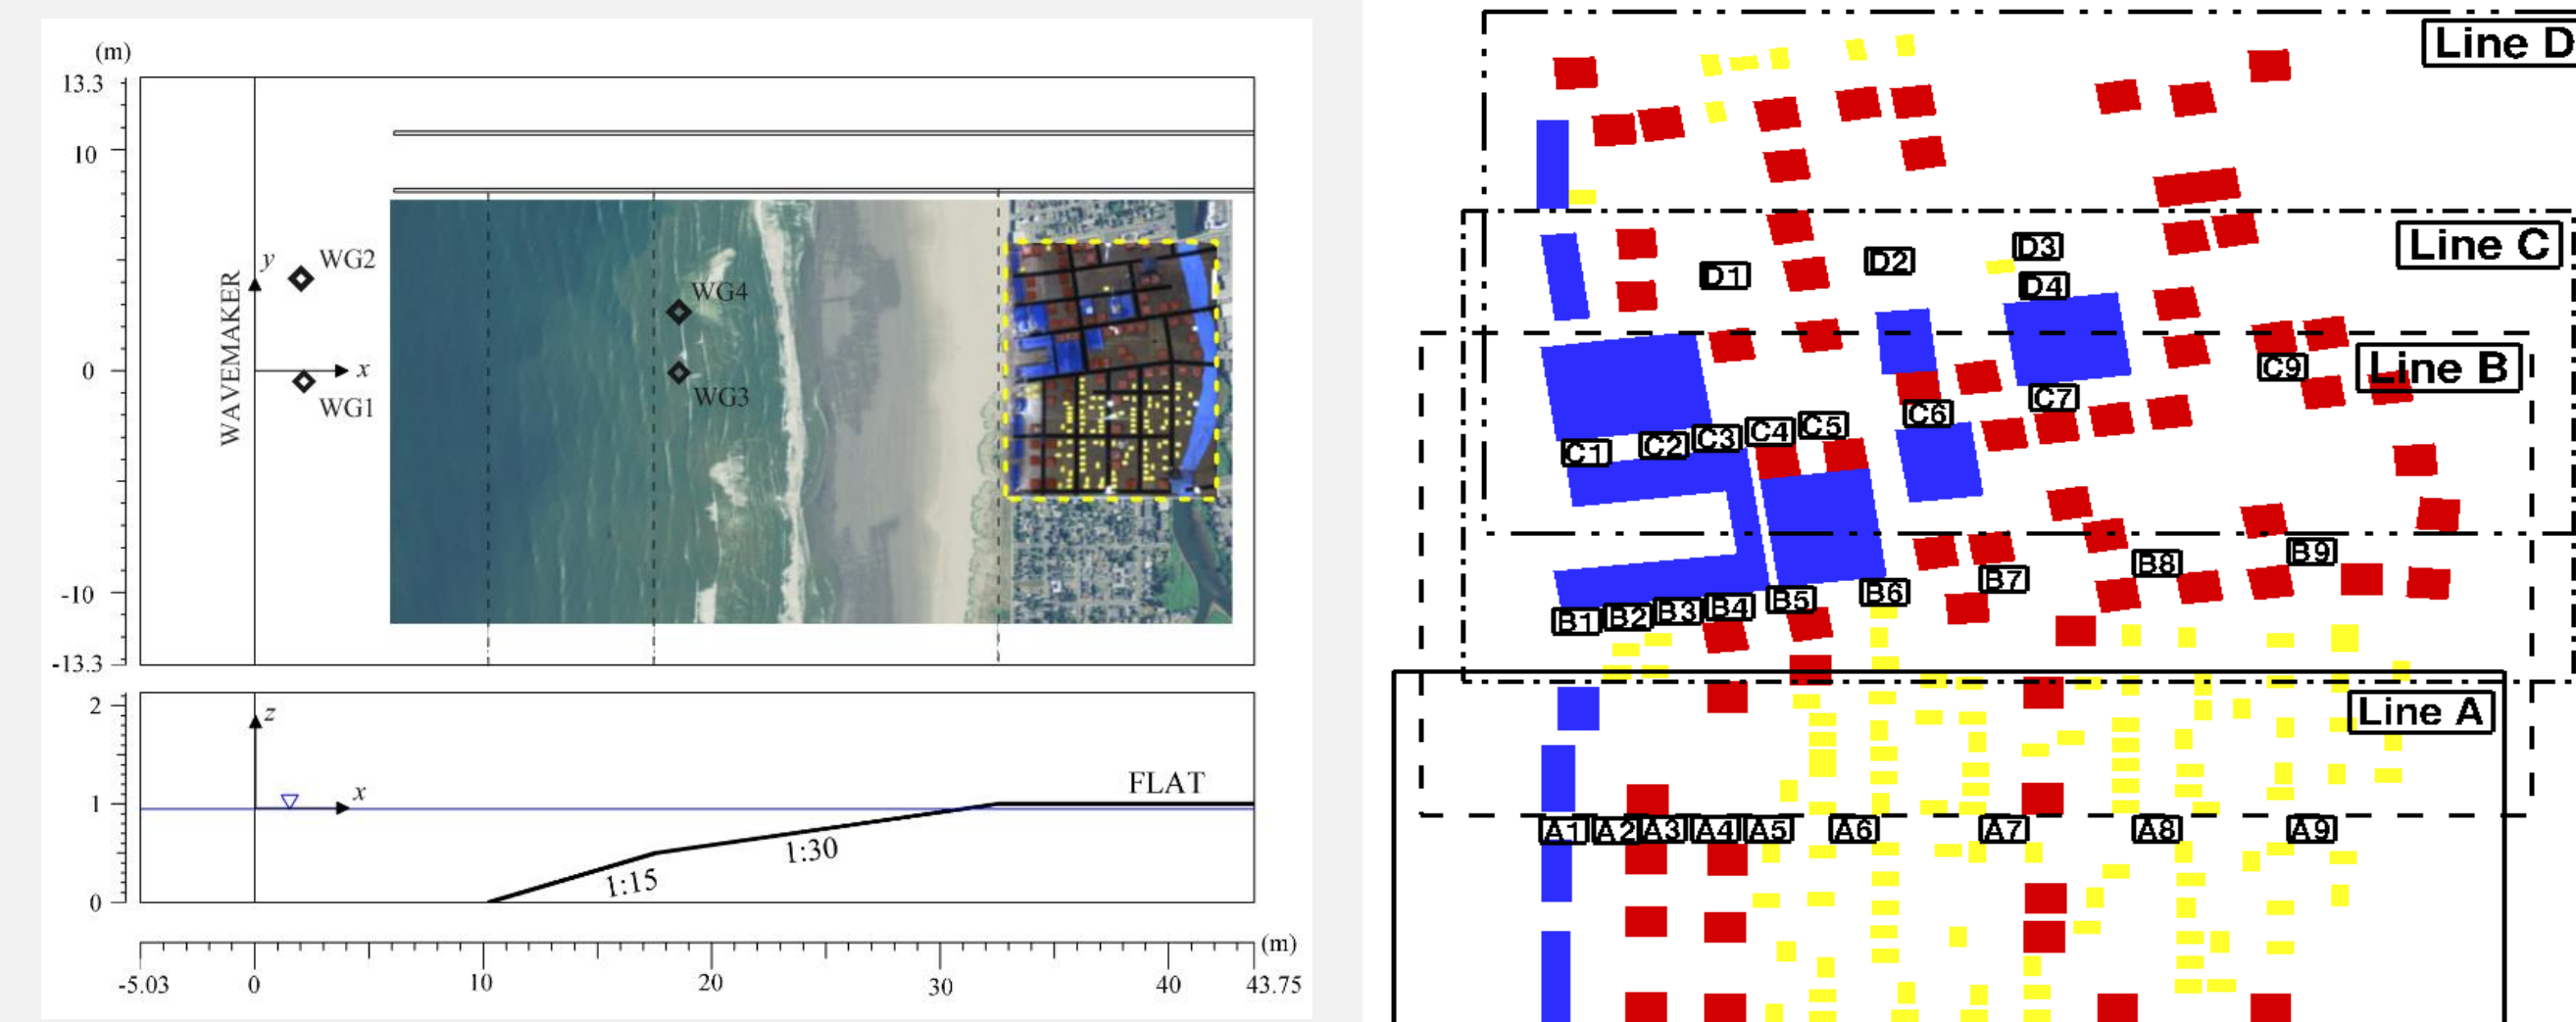 (m)
13.3
10
0
-10
-13.3
WAVEMAKER
y
x
WG2
WG1
WG4
WG3
2
1
0
z
x
FLAT
1:15
1:30
(m)
-5.03
0
10
20
30
40
43.75
Line D
Line C
D1
D2
D3
D4
Line B
C9
C7
C6
C5
C4
C3
C2
C1
B9
B8
B7
B6
B5
B4
B3
B2
B1
Line A
A1 A2 A3 A4 A5 A6 A7 A8 A9